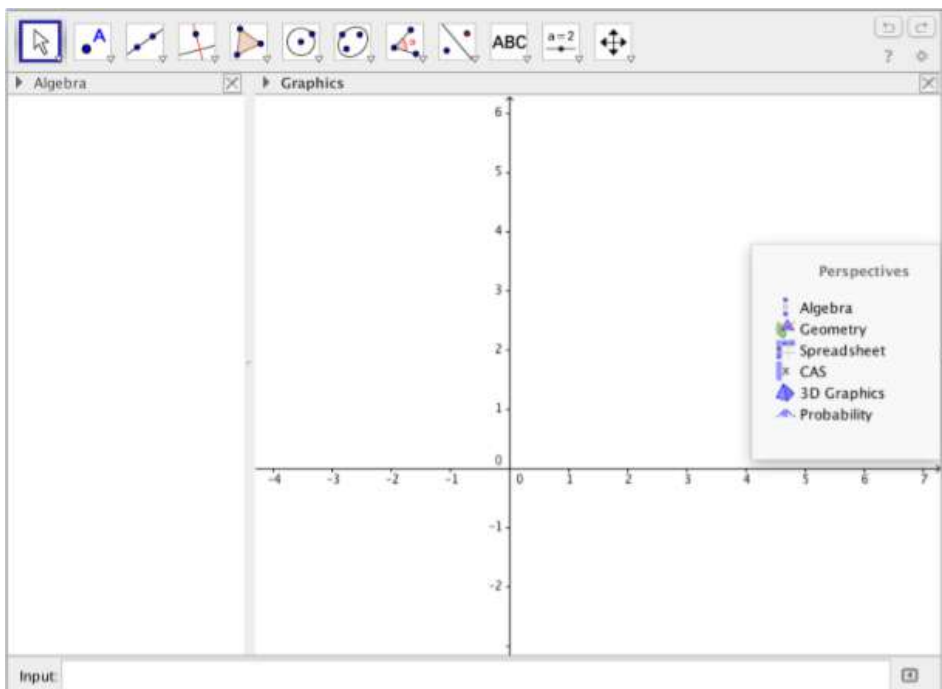 A
ABC
a=2
?
Algebra
Graphics
6
5
4
3
2
1
0
-4 -3 -2 -1 0 1 2 3 4 5 6 7
-1
-2
Perspectives
Algebra
Geometry
Spreadsheet
CAS
3D Graphics
Probability
Input: